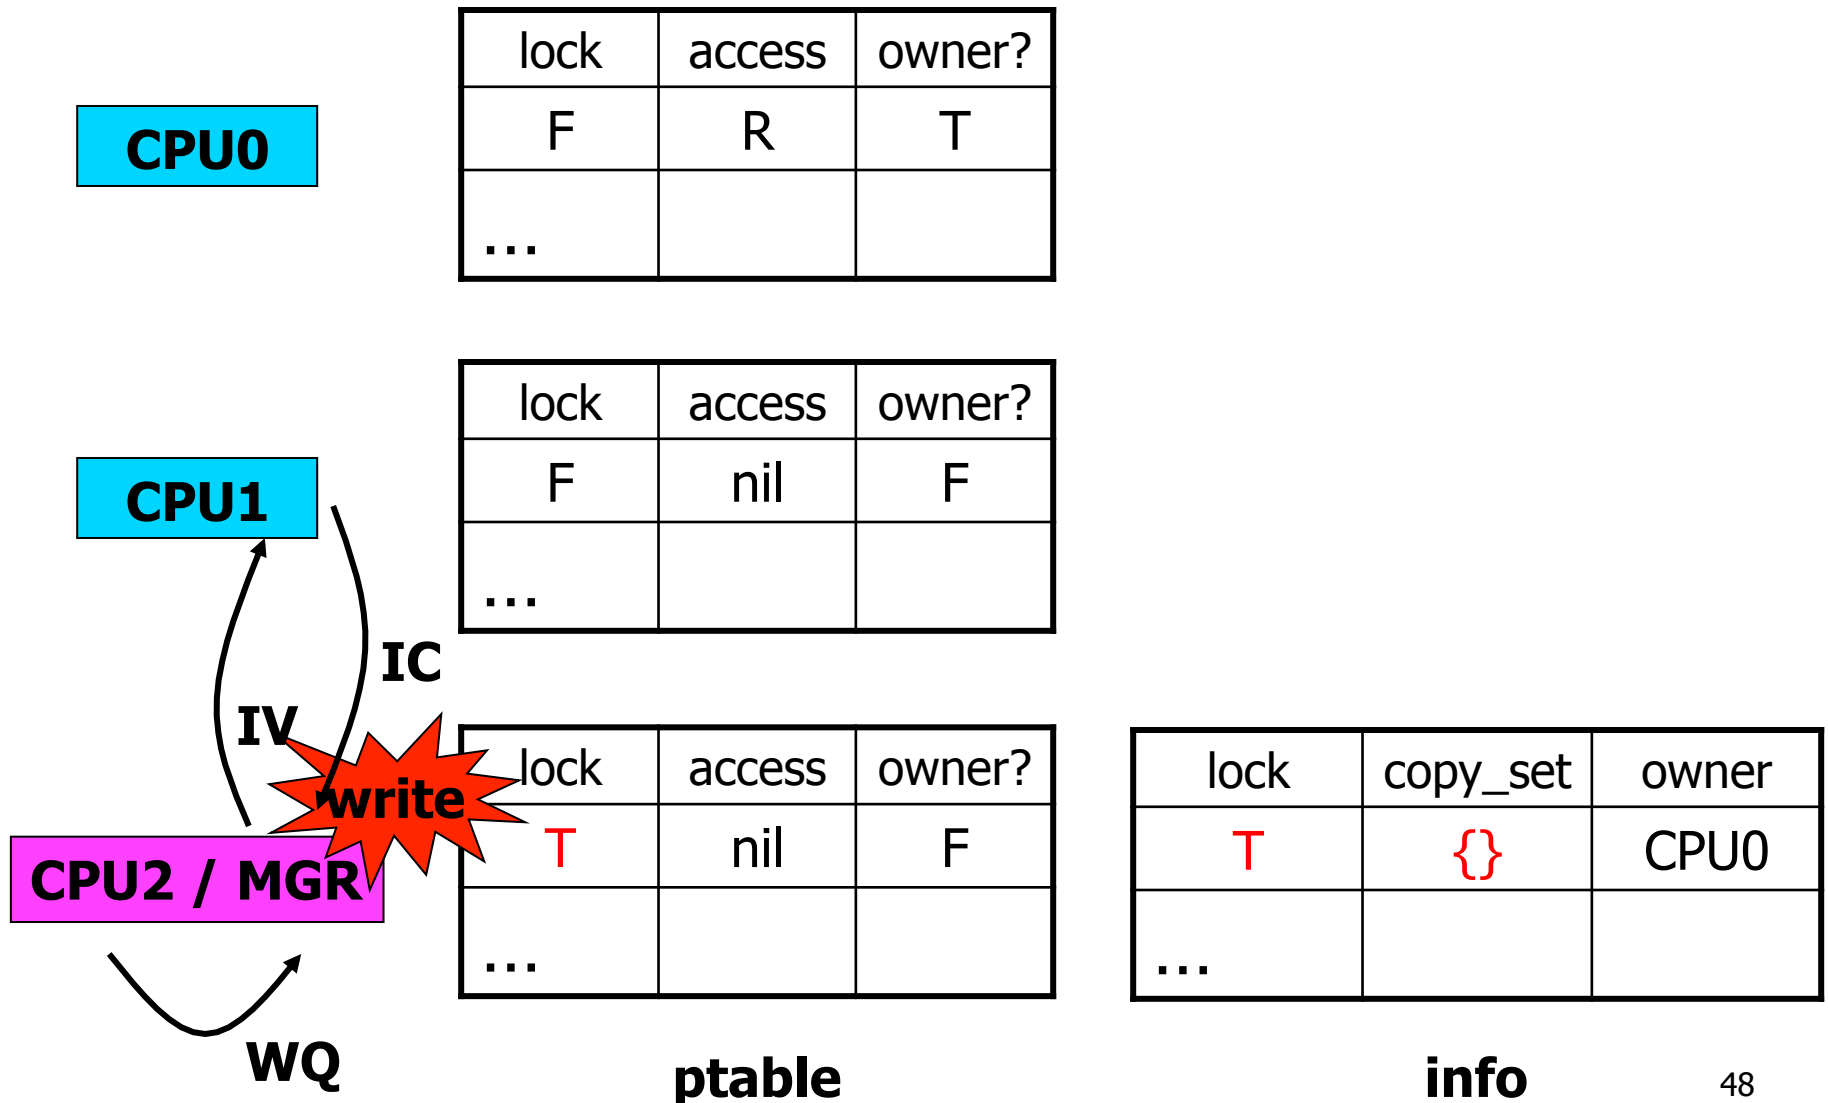 lock access owner?
CPU0
F R T
...
lock access owner?
CPU1
F nil F
...
IC
IV
write
lock access owner?
lock copy_set owner
CPU2 / MGR
T nil F
T {} CPU0
...
...
WQ
ptable
info
48